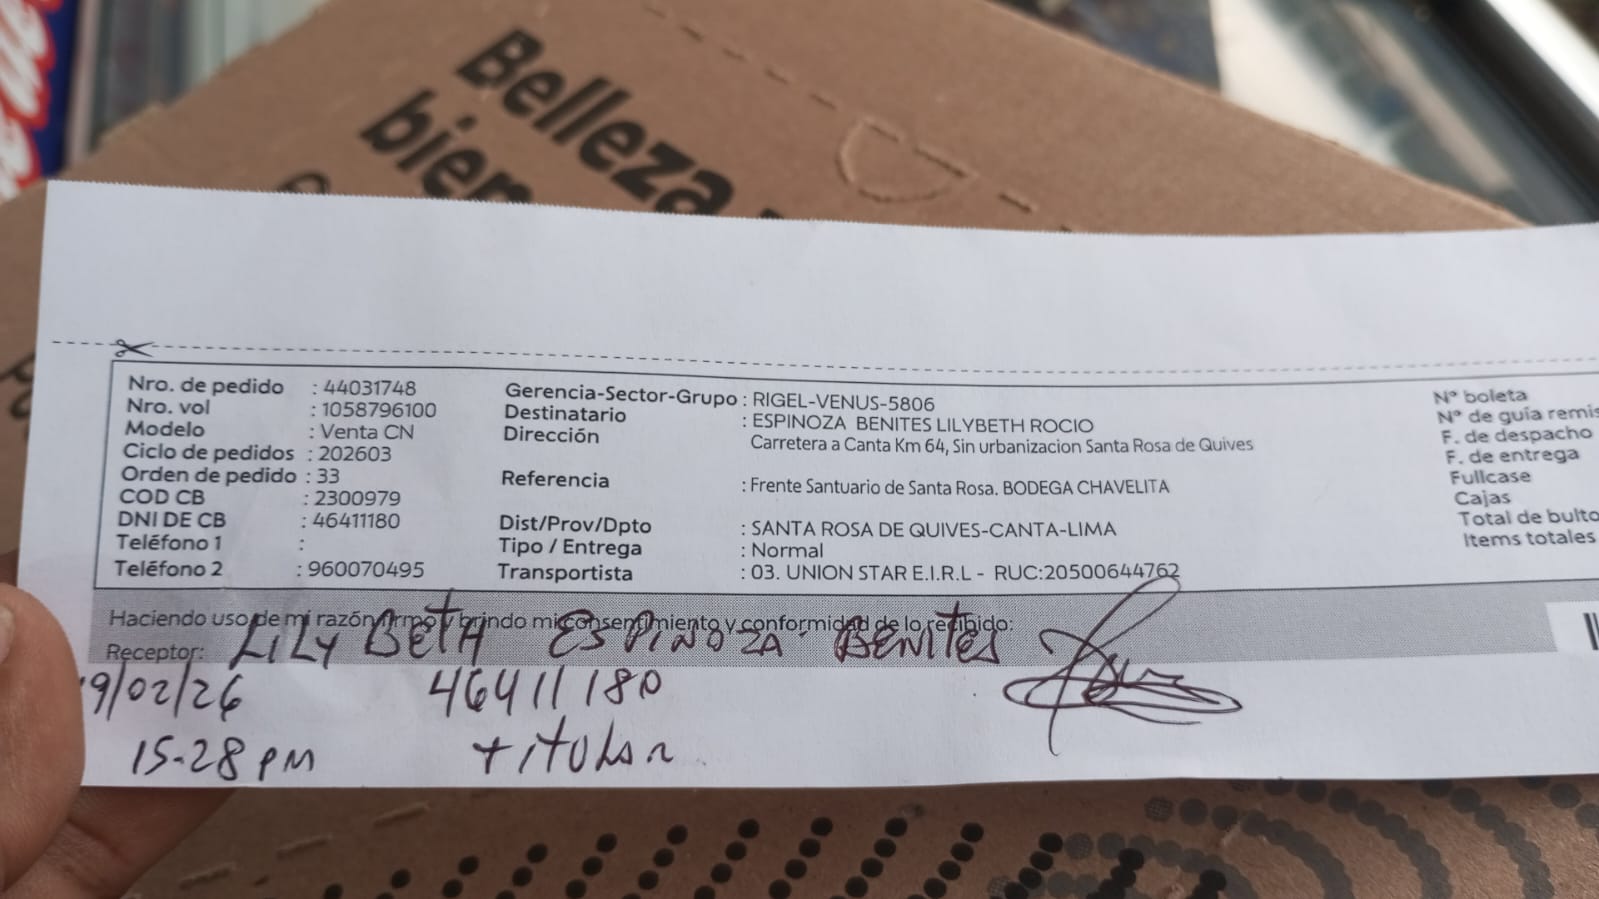 Belleza
bien
Nro. de pedido : 44031748
Nro. vol : 1058796100
Modelo : Venta CN
Ciclo de pedidos : 202603
Orden de pedido : 33
COD CB : 2300979
DNI DE CB : 46411180
Teléfono 1 :
Teléfono 2 : 960070495
Gerencia-Sector-Grupo : RIGEL-VENUS-5806
Destinatario : ESPINOZA BENITES LILYBETH ROCIO
Dirección Carretera a Canta Km 64, Sin urbanizacion Santa Rosa de Quives
Referencia : Frente Santuario de Santa Rosa. BODEGA CHAVELITA
Dist/Prov/Dpto : SANTA ROSA DE QUIVES-CANTA-LIMA
Tipo / Entrega : Normal
Transportista : 03. UNION STAR E.I.R.L - RUC:20500644762
N° boleta
N° de guía remis
F. de despacho
F. de entrega
Fullcase
Cajas
Total de bulto
Items totales
Haciendo uso de mi razón firmo y brindo mi consentimiento y conformidad de lo recibido:
Receptor: LILY BETH ESPINOZA BENITES
9/02/26 46411180
15-28 PM titular